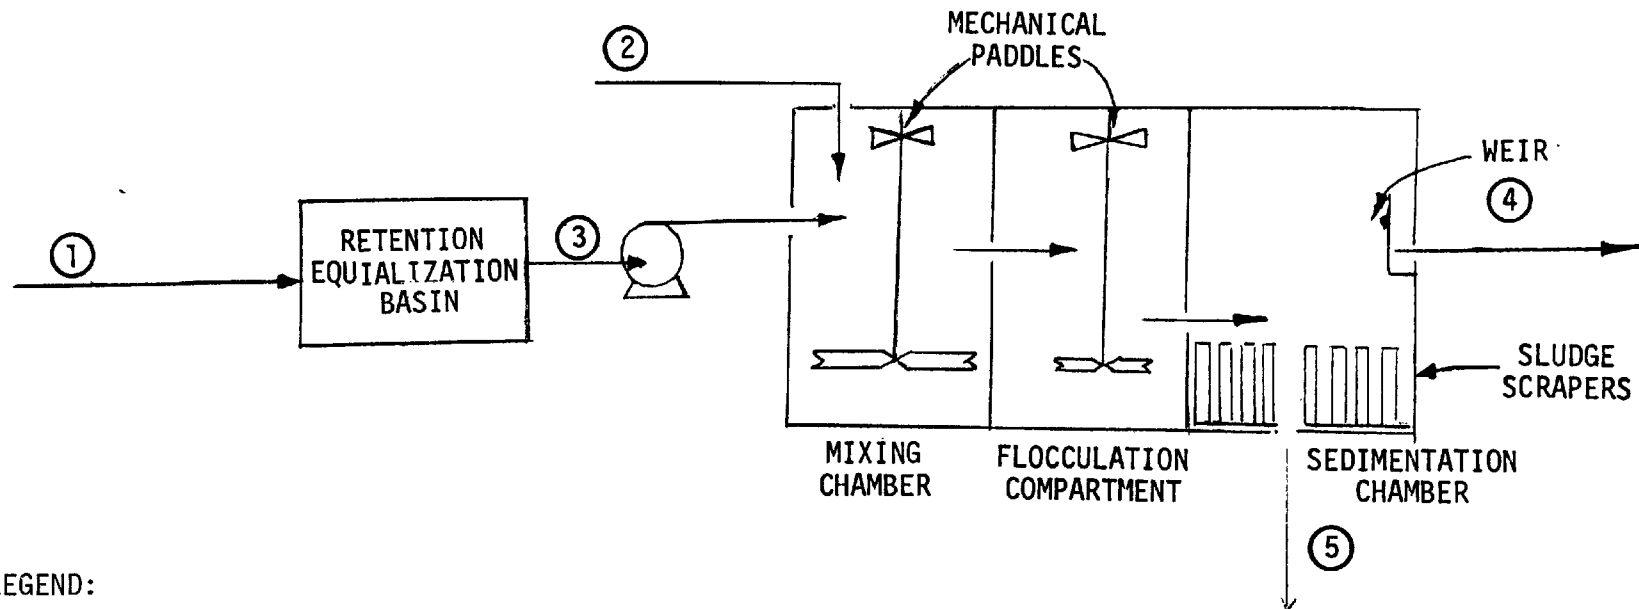 MECHANICAL
PADDLES
2
WEIR
4
1
RETENTION
EQUIALIZATION
BASIN
3
SLUDGE
SCRAPERS
MIXING
CHAMBER
FLOCCULATION
COMPARTMENT
SEDIMENTATION
CHAMBER
5
EGEND: